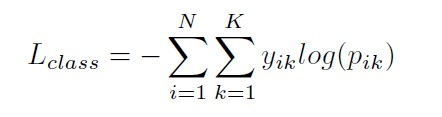 L_{class} = -\sum_{i=1}^{N} \sum_{k=1}^{K} y_{ik} log(p_{ik})